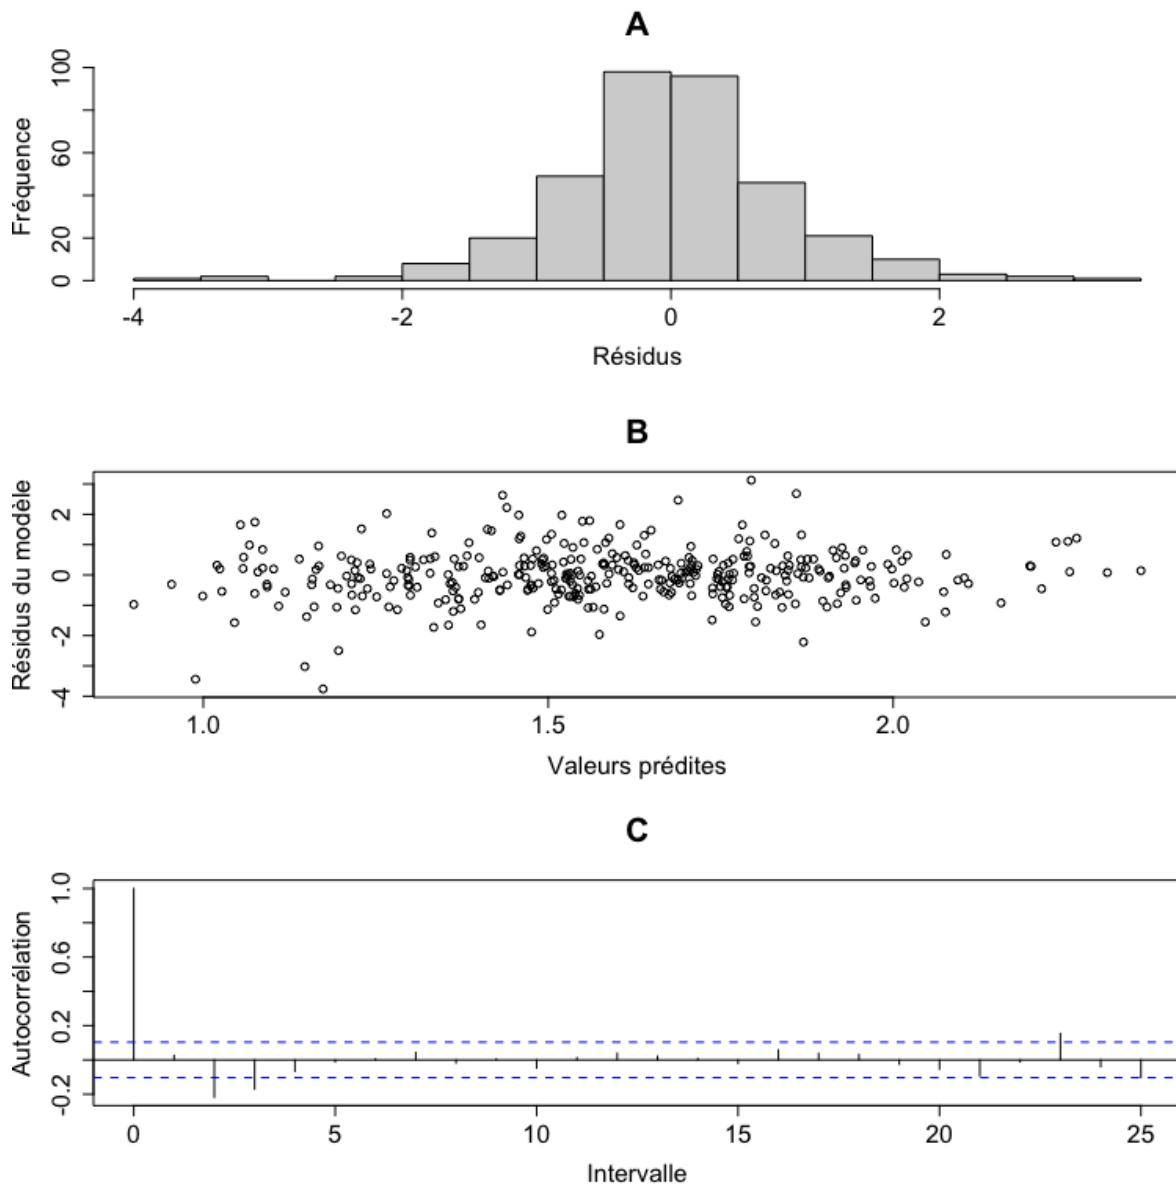 A
Fréquence
0 20 60 100
-4 -2 0 2
Résidus
B
Résidus du modèle
-4 -2 0 2
1.0 1.5 2.0
Valeurs prédites
C
Autocorrélation
-0.2 0.2 0.6 1.0
0 5 10 15 20 25
Intervalle